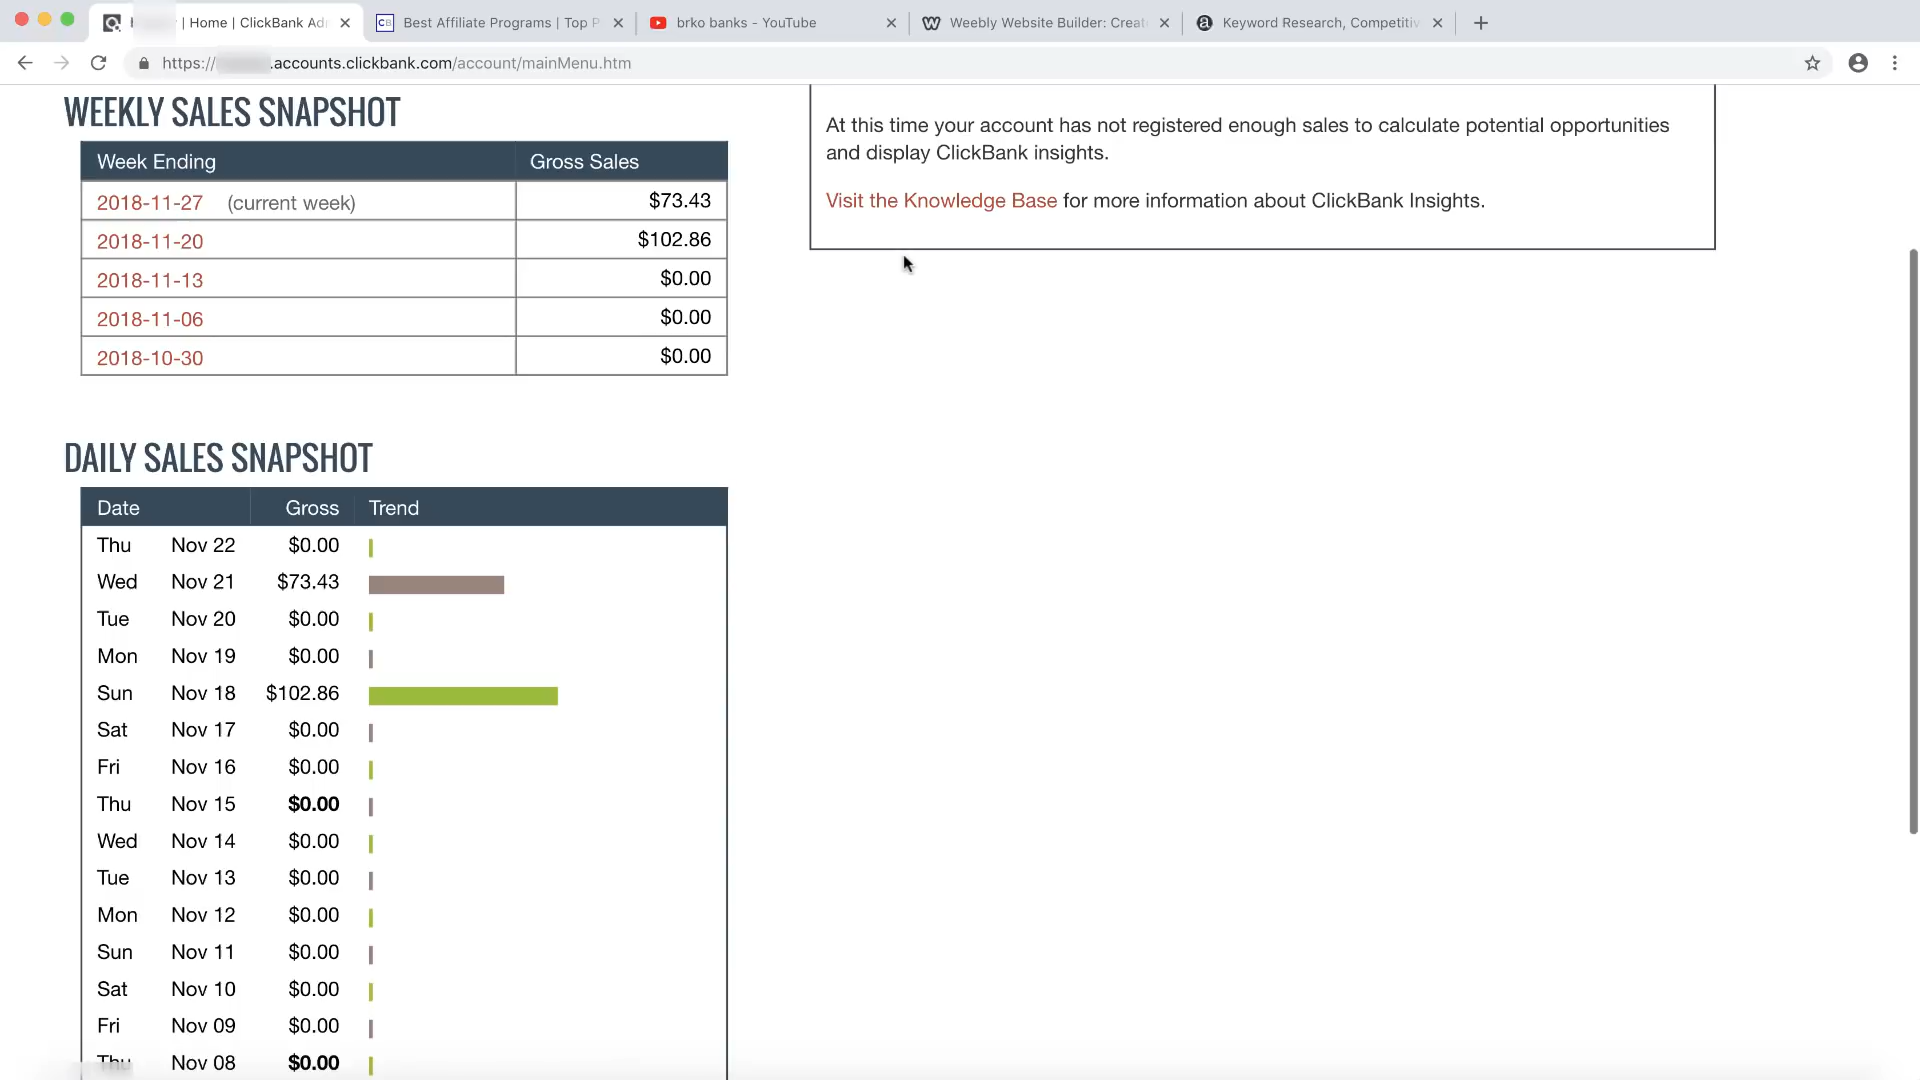 | Home | ClickBank Ad
Best Affiliate Programs | Top P
brko banks - YouTube
Weebly Website Builder: Creat
Keyword Research, Competitiv
https://
.accounts.clickbank.com/account/mainMenu.htm
WEEKLY SALES SNAPSHOT
Week Ending Gross Sales
2018-11-27 (current week) $73.43
2018-11-20 $102.86
2018-11-13 $0.00
2018-11-06 $0.00
2018-10-30 $0.00
At this time your account has not registered enough sales to calculate potential opportunities
and display ClickBank insights.
Visit the Knowledge Base for more information about ClickBank Insights.
DAILY SALES SNAPSHOT
Date Gross Trend
Thu Nov 22 $0.00
Wed Nov 21 $73.43
Tue Nov 20 $0.00
Mon Nov 19 $0.00
Sun Nov 18 $102.86
Sat Nov 17 $0.00
Fri Nov 16 $0.00
Thu Nov 15 $0.00
Wed Nov 14 $0.00
Tue Nov 13 $0.00
Mon Nov 12 $0.00
Sun Nov 11 $0.00
Sat Nov 10 $0.00
Fri Nov 09 $0.00
Thu Nov 08 $0.00